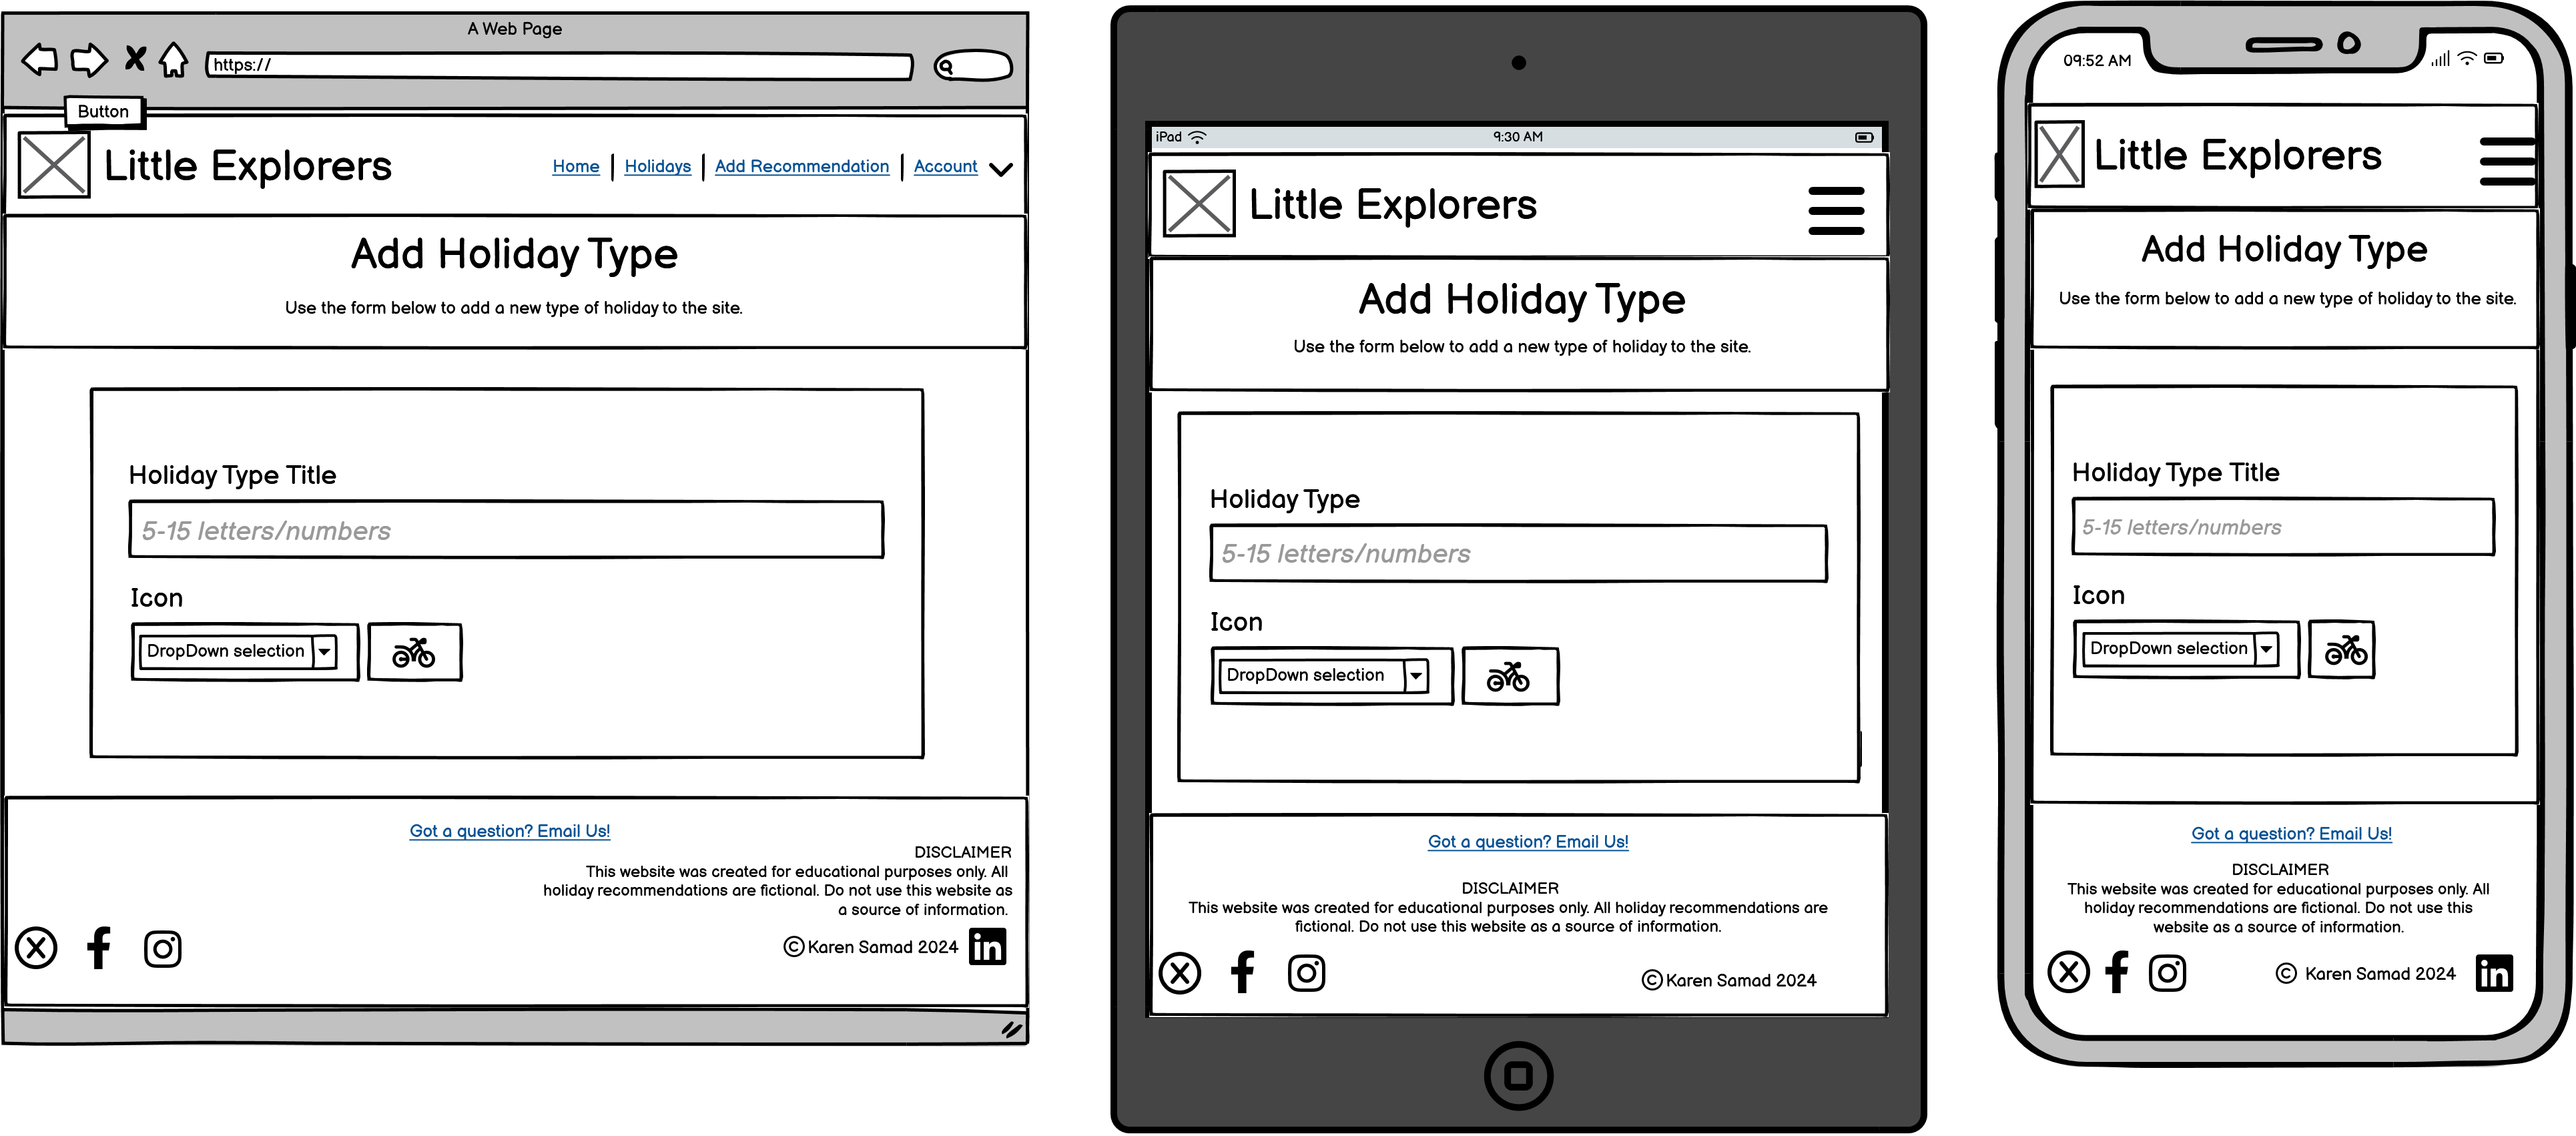 A Web Page
https://
Button
Little Explorers
Home Holidays Add Recommendation Account
Add Holiday Type
Use the form below to add a new type of holiday to the site.
Holiday Type Title
5-15 letters/numbers
Icon
DropDown selection
Got a question? Email Us!
DISCLAIMER
This website was created for educational purposes only. All
holiday recommendations are fictional. Do not use this website as
a source of information.
© Karen Samad 2024 in
iPad 9:30 AM
Little Explorers
Add Holiday Type
Use the form below to add a new type of holiday to the site.
Holiday Type
5-15 letters/numbers
Icon
DropDown selection
Got a question? Email Us!
DISCLAIMER
This website was created for educational purposes only. All holiday recommendations are
fictional. Do not use this website as a source of information.
© Karen Samad 2024
09:52 AM
Little Explorers
Add Holiday Type
Use the form below to add a new type of holiday to the site.
Holiday Type Title
5-15 letters/numbers
Icon
DropDown selection
Got a question? Email Us!
DISCLAIMER
This website was created for educational purposes only. All
holiday recommendations are fictional. Do not use this
website as a source of information.
© Karen Samad 2024 in